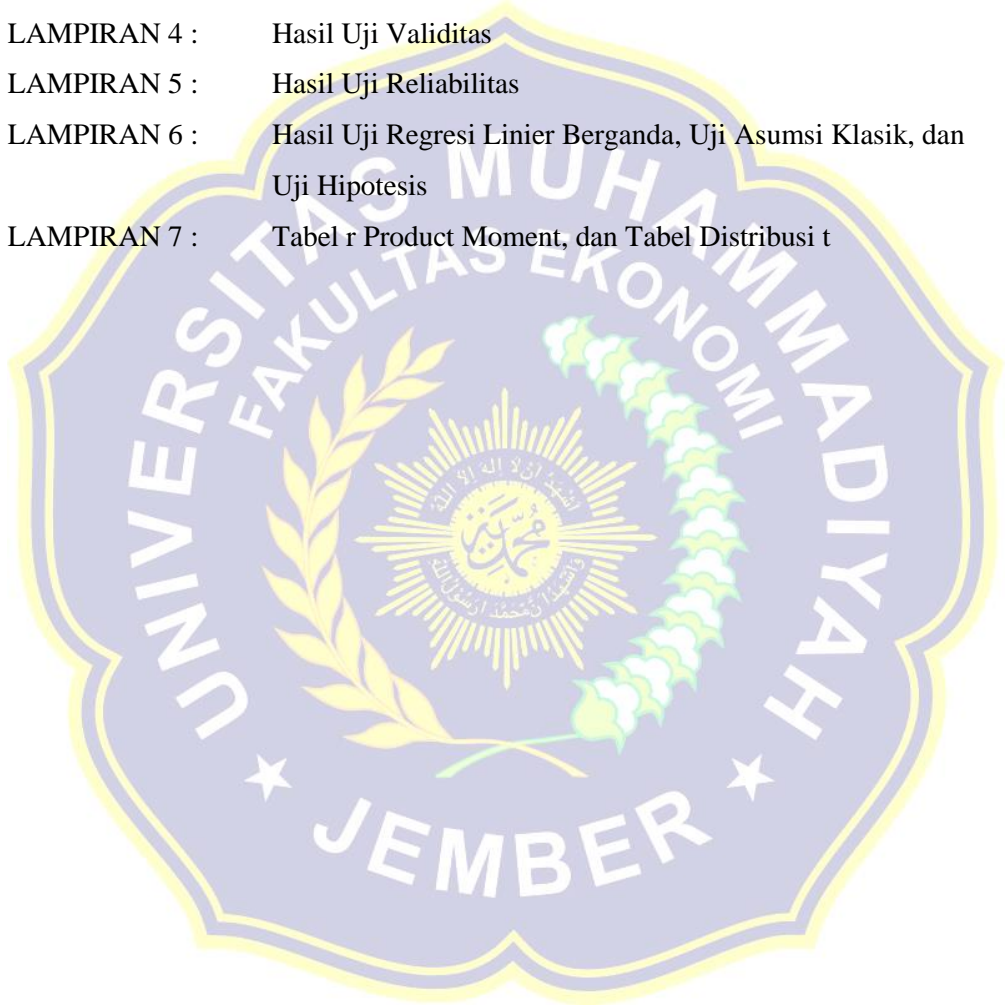 LAMPIRAN 4 : Hasil Uji Validitas
LAMPIRAN 5 : Hasil Uji Reliabilitas
LAMPIRAN 6 : Hasil Uji Regresi Linier Berganda, Uji Asumsi Klasik, dan
Uji Hipotesis
LAMPIRAN 7 : Tabel r Product Moment, dan Tabel Distribusi t
UNIVERSITAS MUHAMMADIYAH
FAKULTAS EKONOMI
محمدية
JEMBER